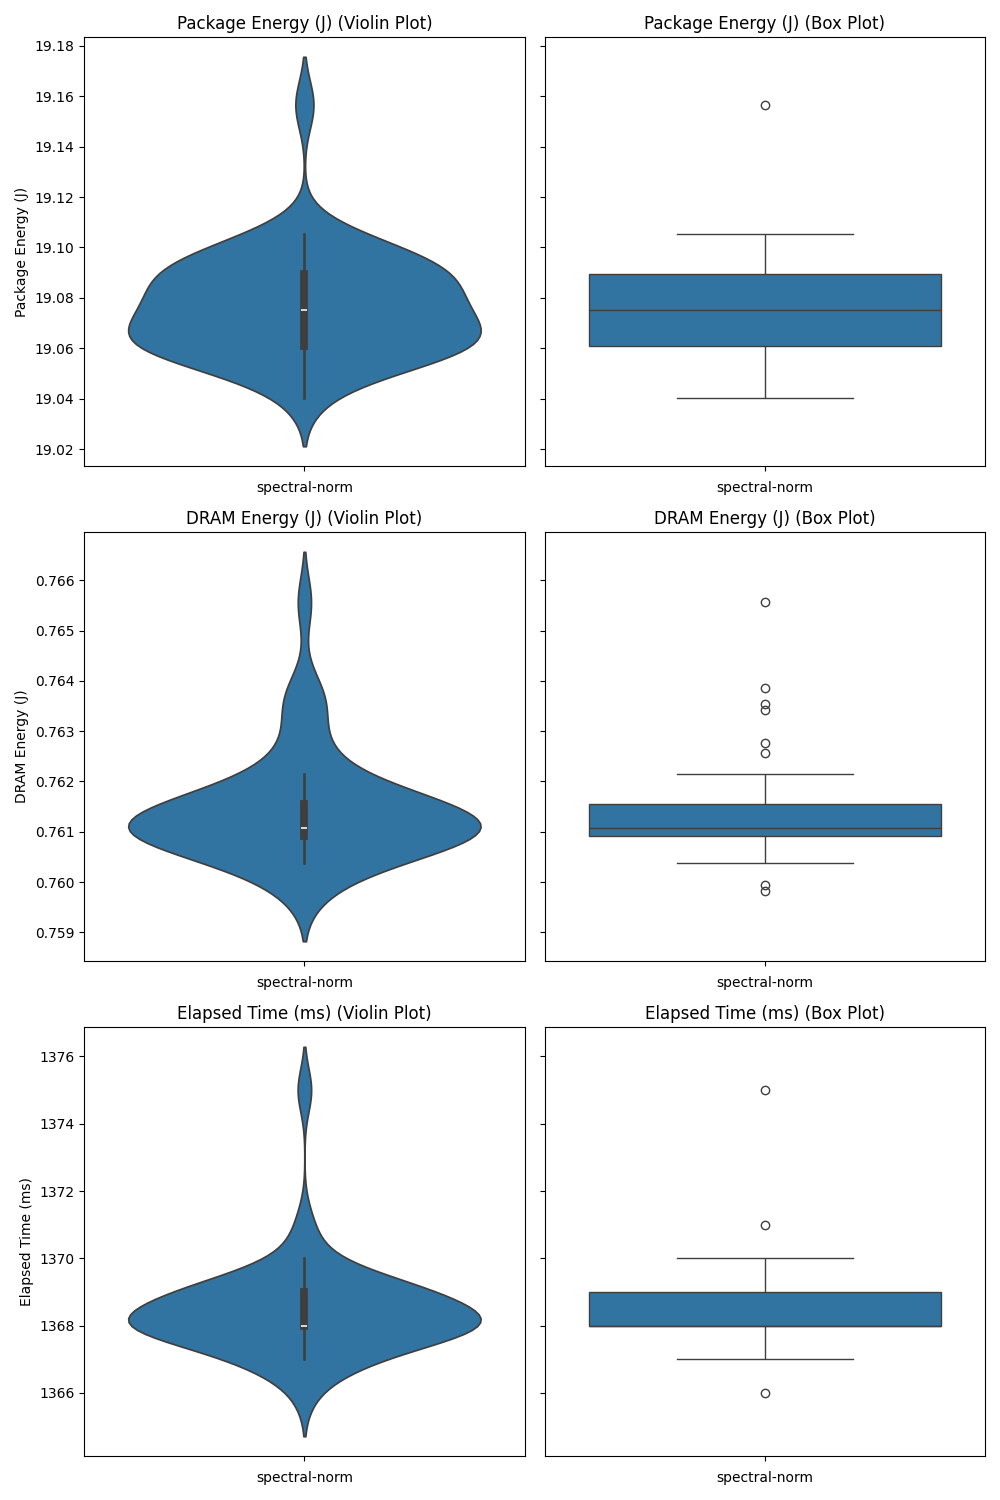 Package Energy (J) (Violin Plot)
Package Energy (J) (Box Plot)
Package Energy (J)
19.18
19.16
19.14
19.12
19.10
19.08
19.06
19.04
19.02
spectral-norm
spectral-norm
DRAM Energy (J) (Violin Plot)
DRAM Energy (J) (Box Plot)
DRAM Energy (J)
0.766
0.765
0.764
0.763
0.762
0.761
0.760
0.759
spectral-norm
spectral-norm
Elapsed Time (ms) (Violin Plot)
Elapsed Time (ms) (Box Plot)
Elapsed Time (ms)
1376
1374
1372
1370
1368
1366
spectral-norm
spectral-norm